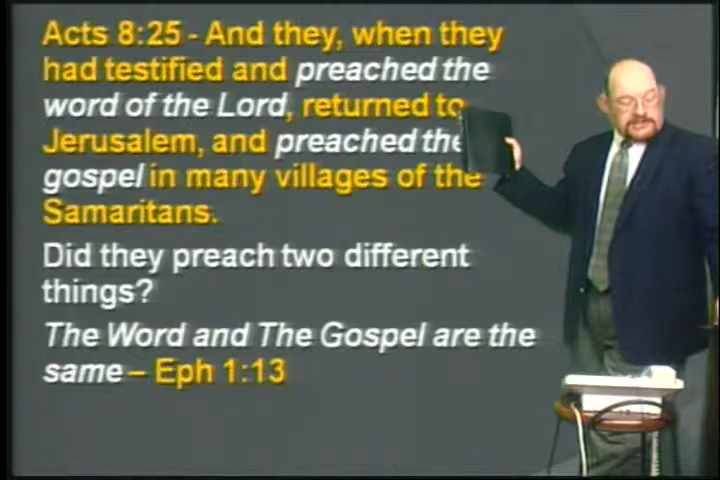 Acts 8:25 - And they, when they
had testified and preached the
word of the Lord, returned to
Jerusalem, and preached the
gospel in many villages of the
Samaritans.
Did they preach two different
things?
The Word and The Gospel are the
same – Eph 1:13